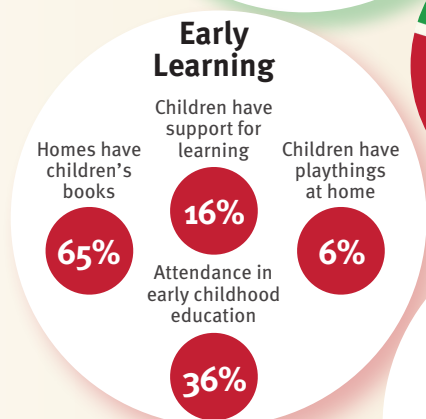 Early
Learning
Children have
support for
learning
16%
Homes have
children’s
books
65%
Children have
playthings
at home
6%
Attendance in
early childhood
education
36%